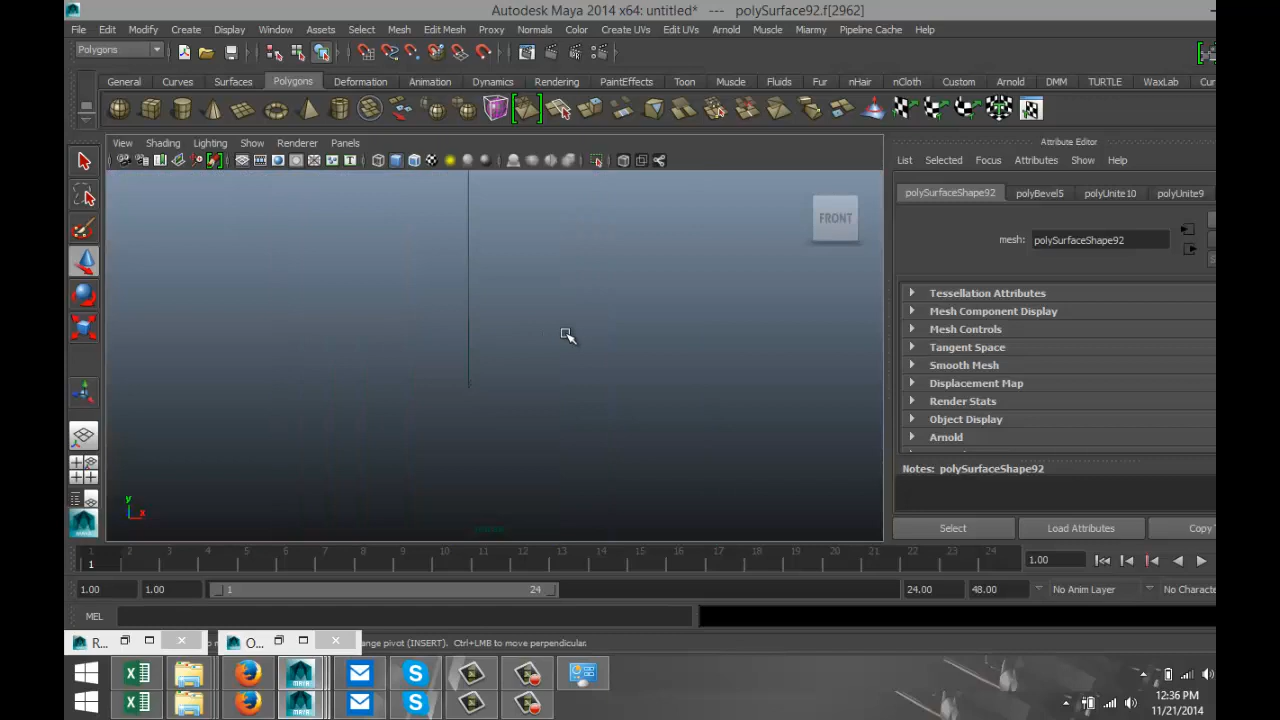 Autodesk Maya 2014 x64: untitled* --- polySurface92.f[2962]
File Edit Modify Create Display Window Assets Select Mesh Edit Mesh Proxy Normals Color Create UVs Edit UVs Arnold Muscle Miarmy Pipeline Cache Help
Polygons
General Curves Surfaces Polygons Deformation Animation Dynamics Rendering PaintEffects Toon Muscle Fluids Fur nHair nCloth Custom Arnold DMM TURTLE WaxLab Cu
View Shading Lighting Show Renderer Panels
Attribute Editor
List Selected Focus Attributes Show Help
polySurfaceShape92 polyBevel5 polyUnite10 polyUnite9
FRONT
mesh: polySurfaceShape92
Tessellation Attributes
Mesh Component Display
Mesh Controls
Tangent Space
Smooth Mesh
Displacement Map
Render Stats
Object Display
Arnold
Notes: polySurfaceShape92
y
x
Select Load Attributes Copy
1 2 3 4 5 6 7 8 9 10 11 12 13 14 15 16 17 18 19 20 21 22 23 24
1
1.00
1.00 1.00 1 24 24.00 48.00 No Anim Layer No Characte
MEL
R... O... nge pivot (INSERT). Ctrl+LMB to move perpendicular.
12:36 PM
11/21/2014